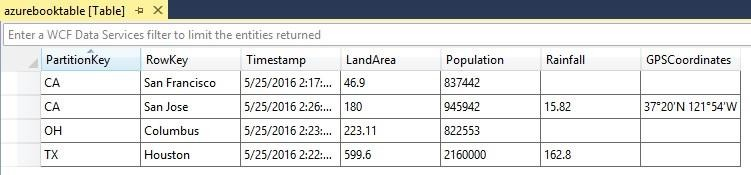 azurebooktable [Table]
Enter a WCF Data Services filter to limit the entities returned
PartitionKey RowKey Timestamp LandArea Population Rainfall GPSCoordinates
CA San Francisco 5/25/2016 2:17:... 46.9 837442
CA San Jose 5/25/2016 2:26:... 180 945942 15.82 37°20'N 121°54'W
OH Columbus 5/25/2016 2:23:... 223.11 822553
TX Houston 5/25/2016 2:22:... 599.6 2160000 162.8